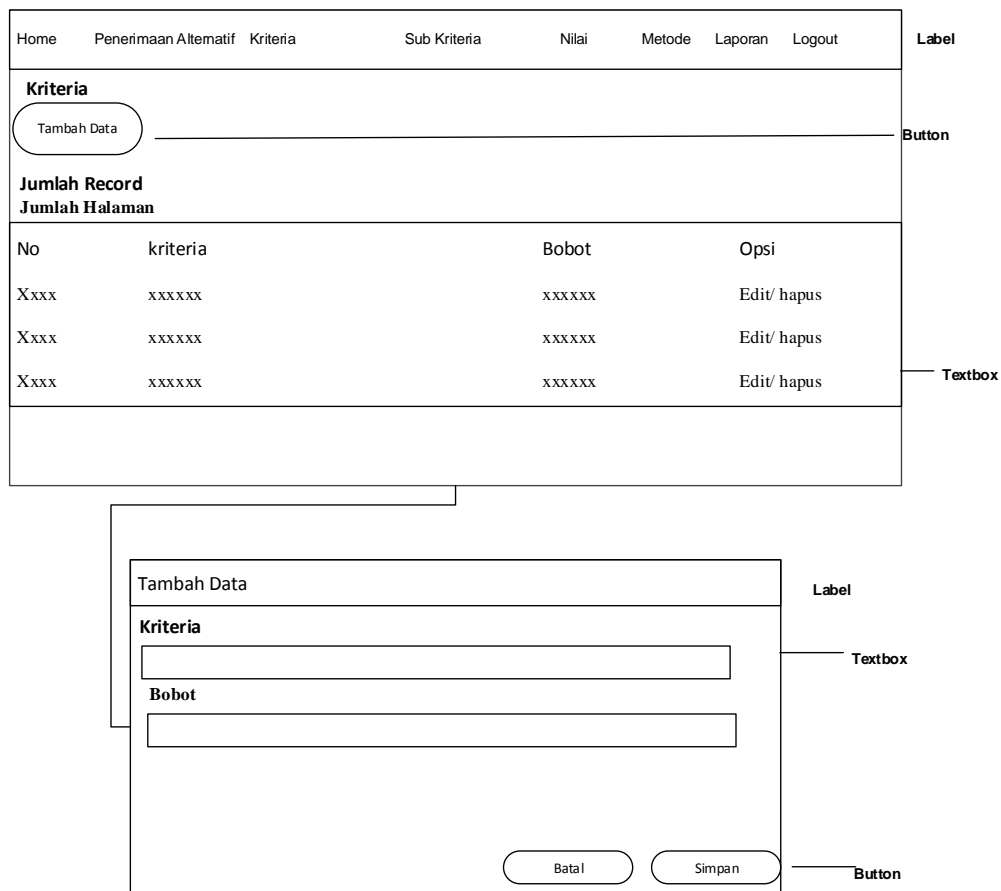 Home Penerimaan Alternatif Kriteria Sub Kriteria Nilai Metode Laporan Logout Label
Kriteria
Tambah Data
Button
Jumlah Record
Jumlah Halaman
No kriteria Bobot Opsi
Xxxx xxxxxx xxxxxx Edit/ hapus
Xxxx xxxxxx xxxxxx Edit/ hapus
Xxxx xxxxxx xxxxxx Edit/ hapus
Textbox
Tambah Data Label
Kriteria
Textbox
Bobot
Batal Simpan Button